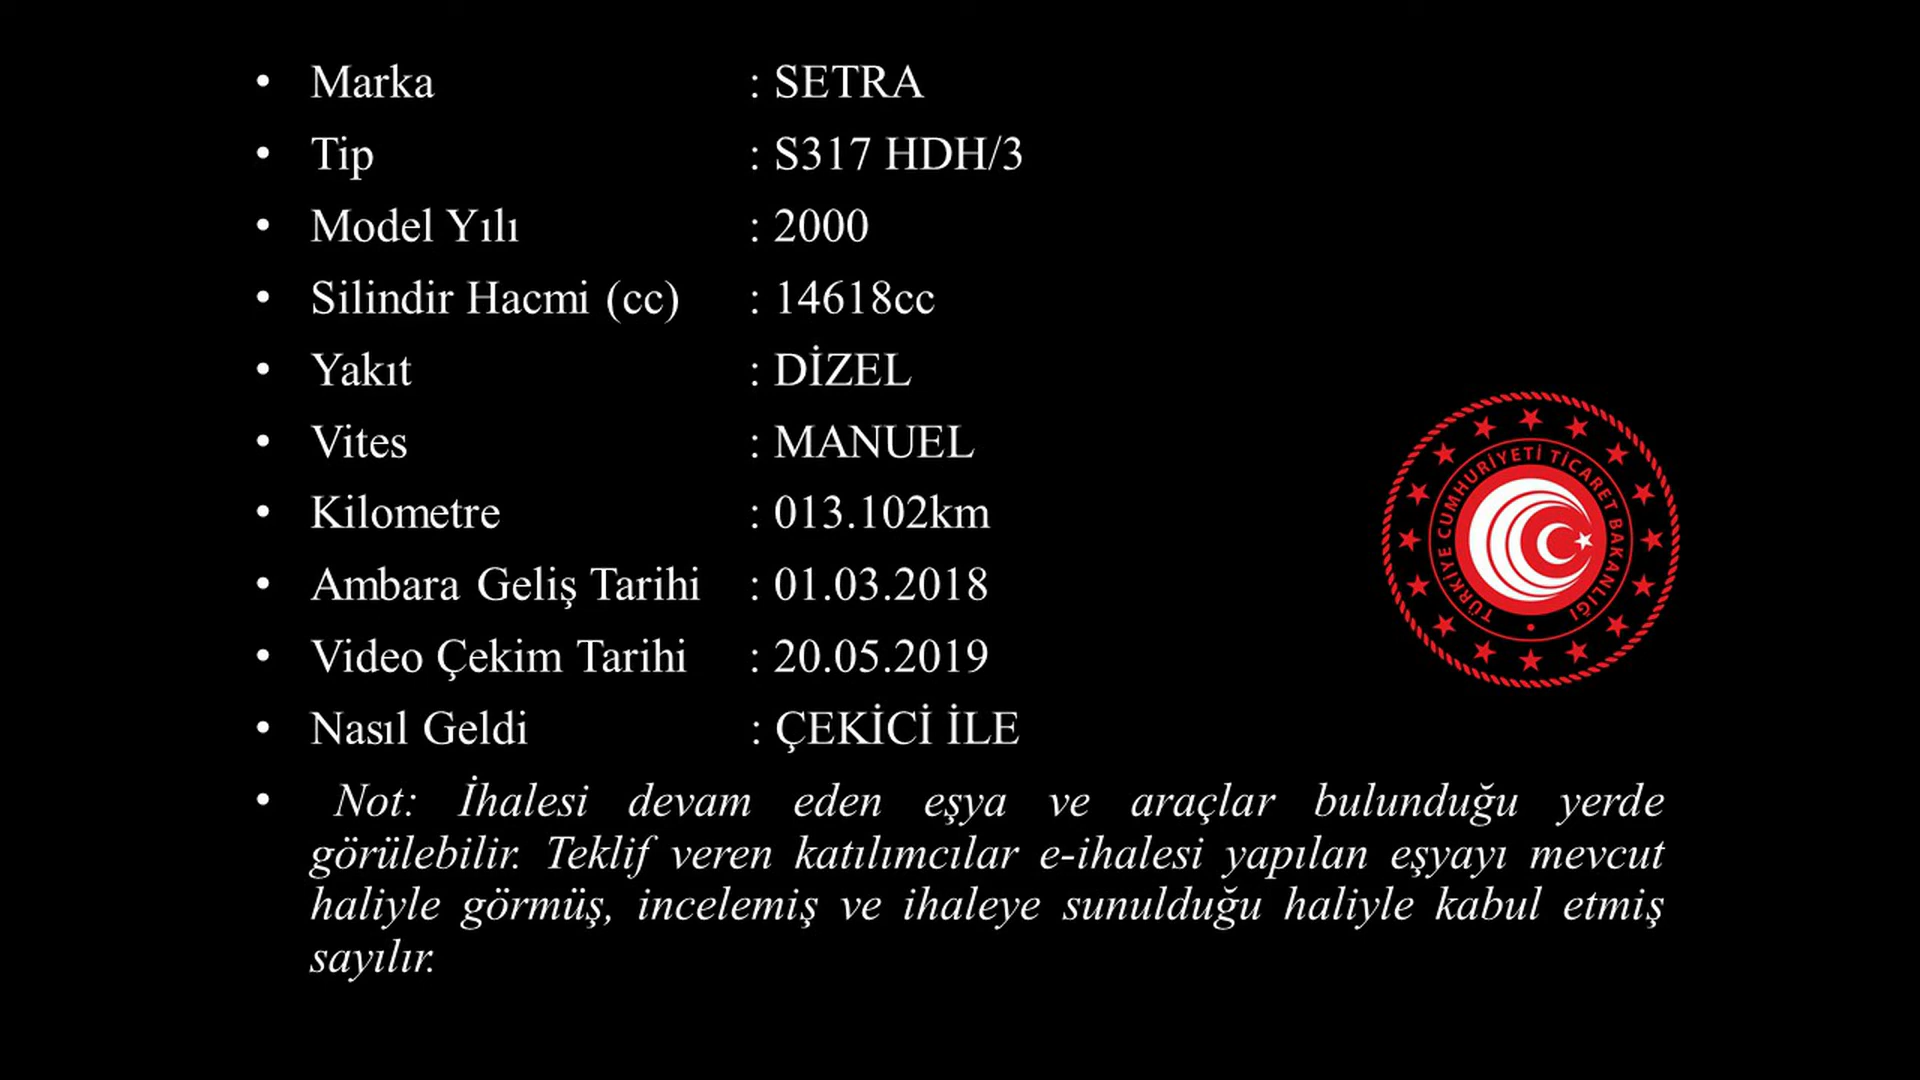 • Marka : SETRA
• Tip : S317 HDH/3
• Model Yılı : 2000
• Silindir Hacmi (cc) : 14618cc
• Yakıt : DİZEL
• Vites : MANUEL
• Kilometre : 013.102km
• Ambara Geliş Tarihi : 01.03.2018
• Video Çekim Tarihi : 20.05.2019
• Nasıl Geldi : ÇEKİCİ İLE
• Not: İhalesi devam eden eşya ve araçlar bulunduğu yerde
görülebilir. Teklif veren katılımcılar e-ihalesi yapılan eşyayı mevcut
haliyle görmüş, incelemiş ve ihaleye sunulduğu haliyle kabul etmiş
sayılır.
TÜRKİYE CUMHURİYETİ TİCARET BAKANLIĞI